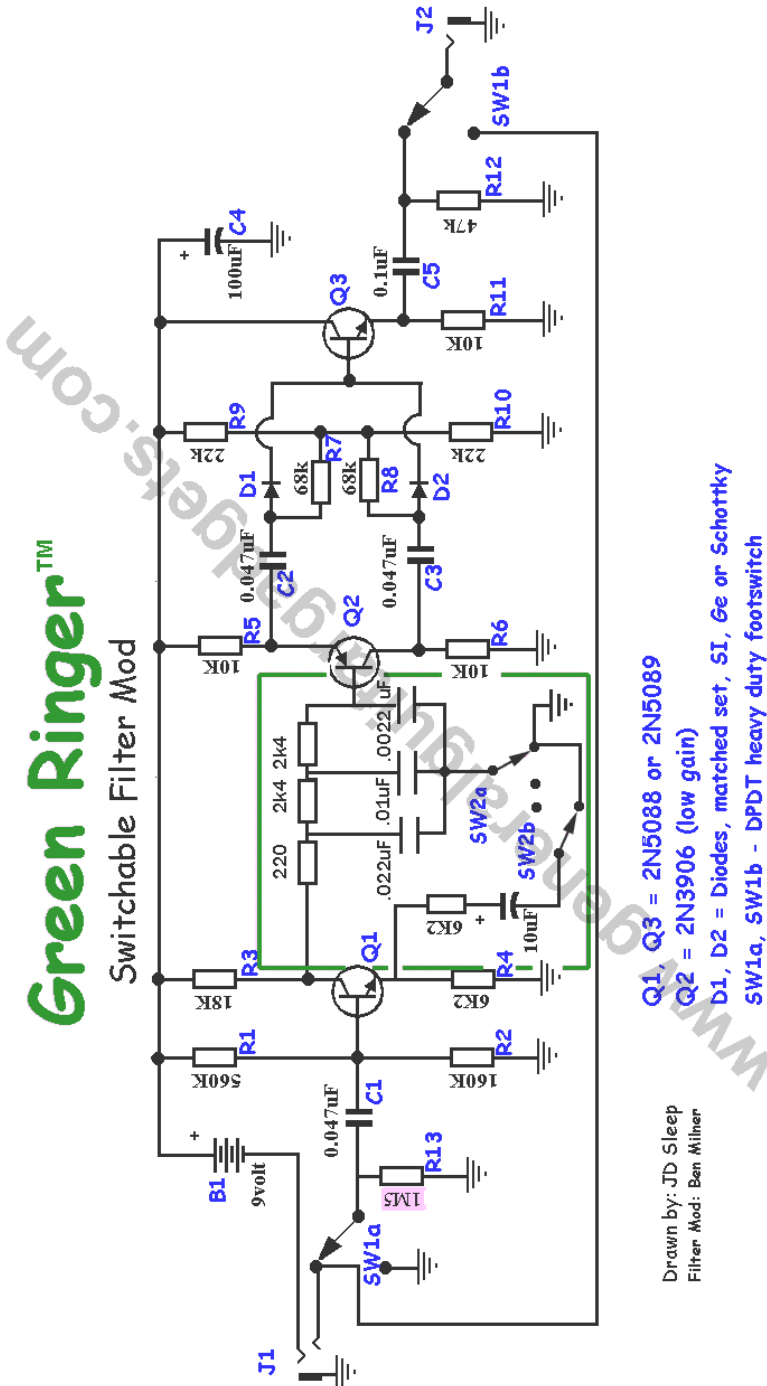 Green Ringer™
Switchable Filter Mod
www.generalguitargadgets.com
J1
B1
+
9volt
SW1a
1M5
R13
0.047uF
C1
560K
R1
160K
R2
18K
R3
Q1
6K2
R4
220
2k4
2k4
.022uF
.01uF
.0022 uF
6K2
+
10uF
SW2a
SW2b
10K
R5
Q2
10K
R6
0.047uF
C2
0.047uF
C3
D1
D2
68k
R7
68k
R8
22k
R9
22k
R10
Q3
10K
R11
0.1uF
C5
+
100uF
C4
47k
R12
SW1b
J2
Q1, Q3 = 2N5088 or 2N5089
Q2 = 2N3906 (low gain)
D1, D2 = Diodes, matched set, SI, Ge or Schottky
SW1a, SW1b - DPDT heavy duty footswitch
Drawn by: JD Sleep
Filter Mod: Ben Milner